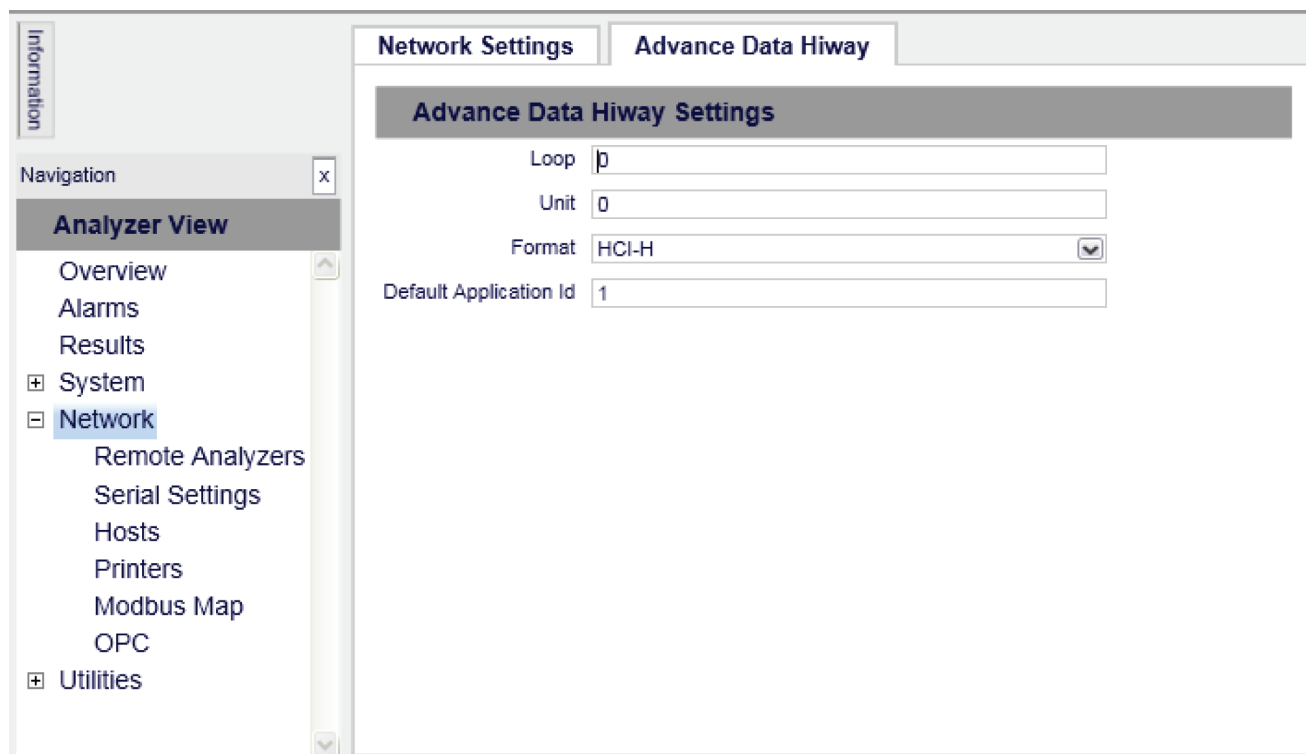 Information
Navigation
x
Analyzer View
Overview
Alarms
Results
System
Network
Remote Analyzers
Serial Settings
Hosts
Printers
Modbus Map
OPC
Utilities
Network Settings
Advance Data Hiway
Advance Data Hiway Settings
Loop 0
Unit 0
Format HCI-H
Default Application Id 1